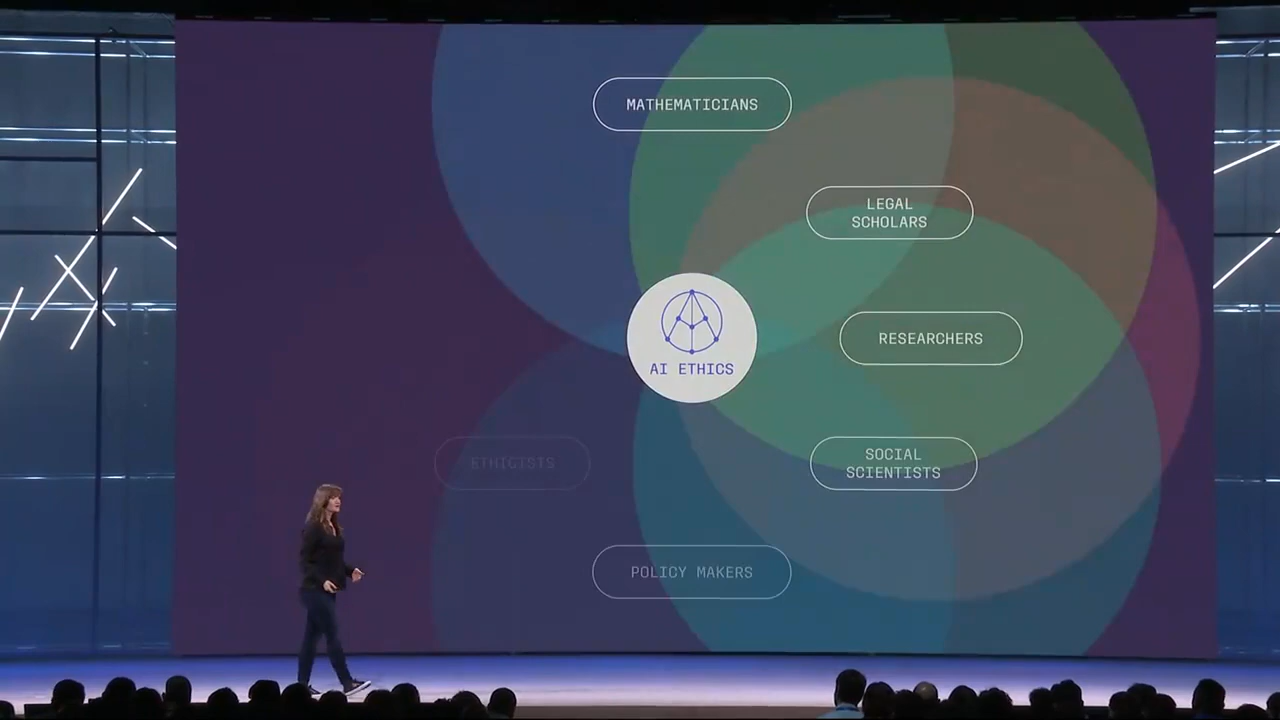 MATHEMATICIANS
LEGAL
SCHOLARS
RESEARCHERS
AI ETHICS
SOCIAL
SCIENTISTS
ETHICISTS
POLICY MAKERS